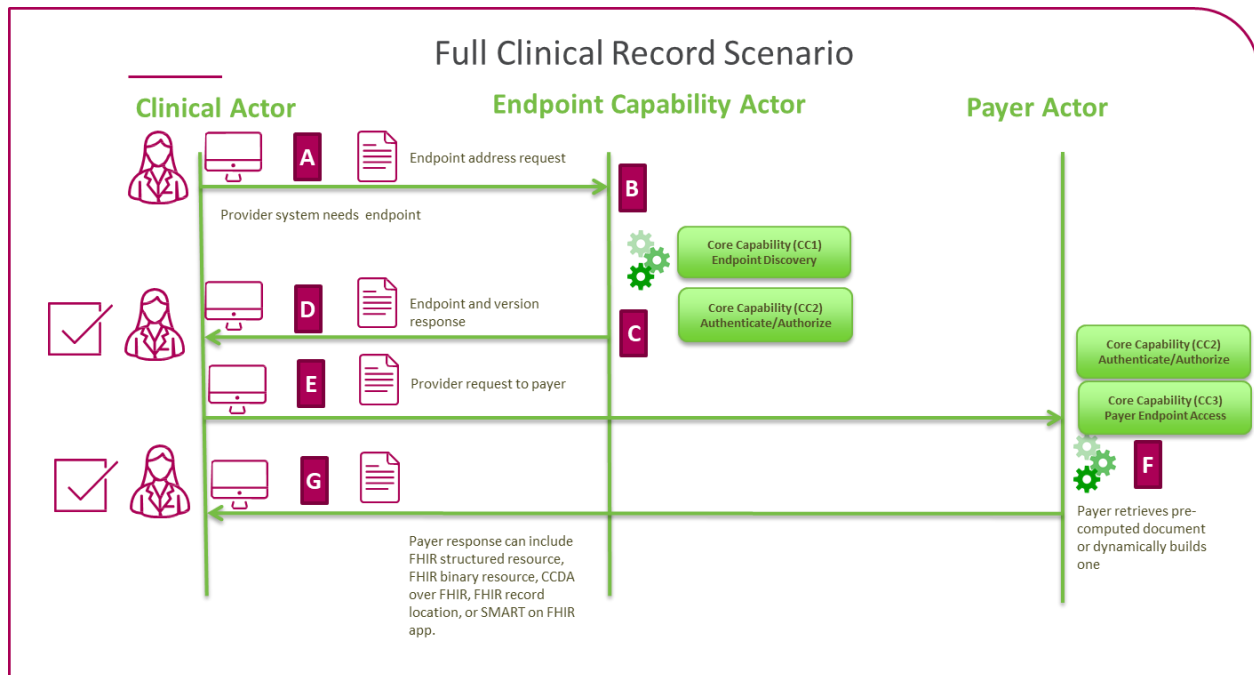 Full Clinical Record Scenario
Clinical Actor
Endpoint Capability Actor
Payer Actor
A
Endpoint address request
B
Provider system needs  endpoint
Core Capability (CC1)
Endpoint Discovery
D
Endpoint and version
response
C
Core Capability (CC2)
Authenticate/Authorize
Core Capability (CC2)
Authenticate/Authorize
E
Provider request to payer
Core Capability (CC3)
Payer Endpoint Access
G
F
Payer retrieves pre-
computed document
or dynamically builds
one
Payer response can include
FHIR structured resource,
FHIR binary resource, CCDA
over FHIR, FHIR record
location, or SMART on FHIR
app.